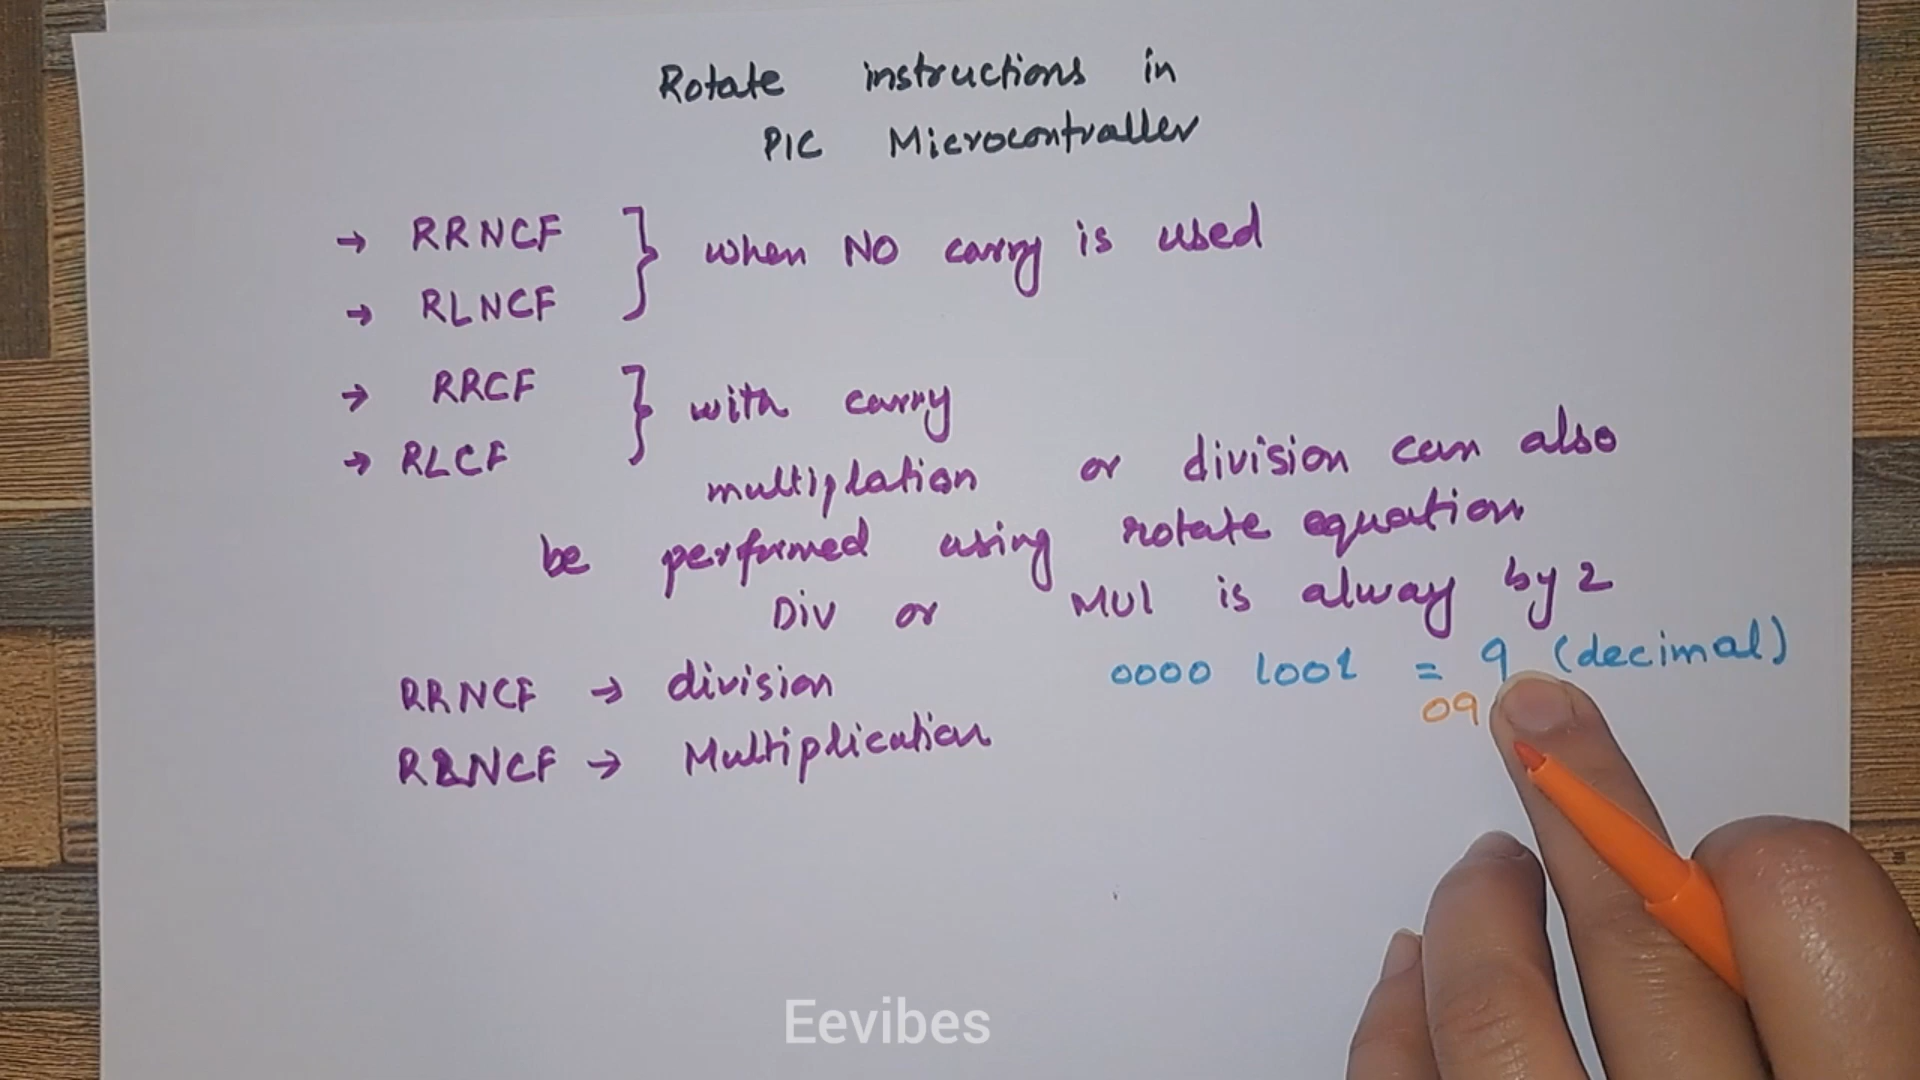 Rotate instructions in
PIC Microcontraller
→ RRNCF } when NO carry is used
→ RLNCF
→ RRCF } with carry
→ RLCF
multiplation or division can also
be performed using rotate equation
Div or MUl is alway by 2
0000 1001 = 9 (decimal)
09
RRNCF → division
RLNCF → Multiplication
Eevibes